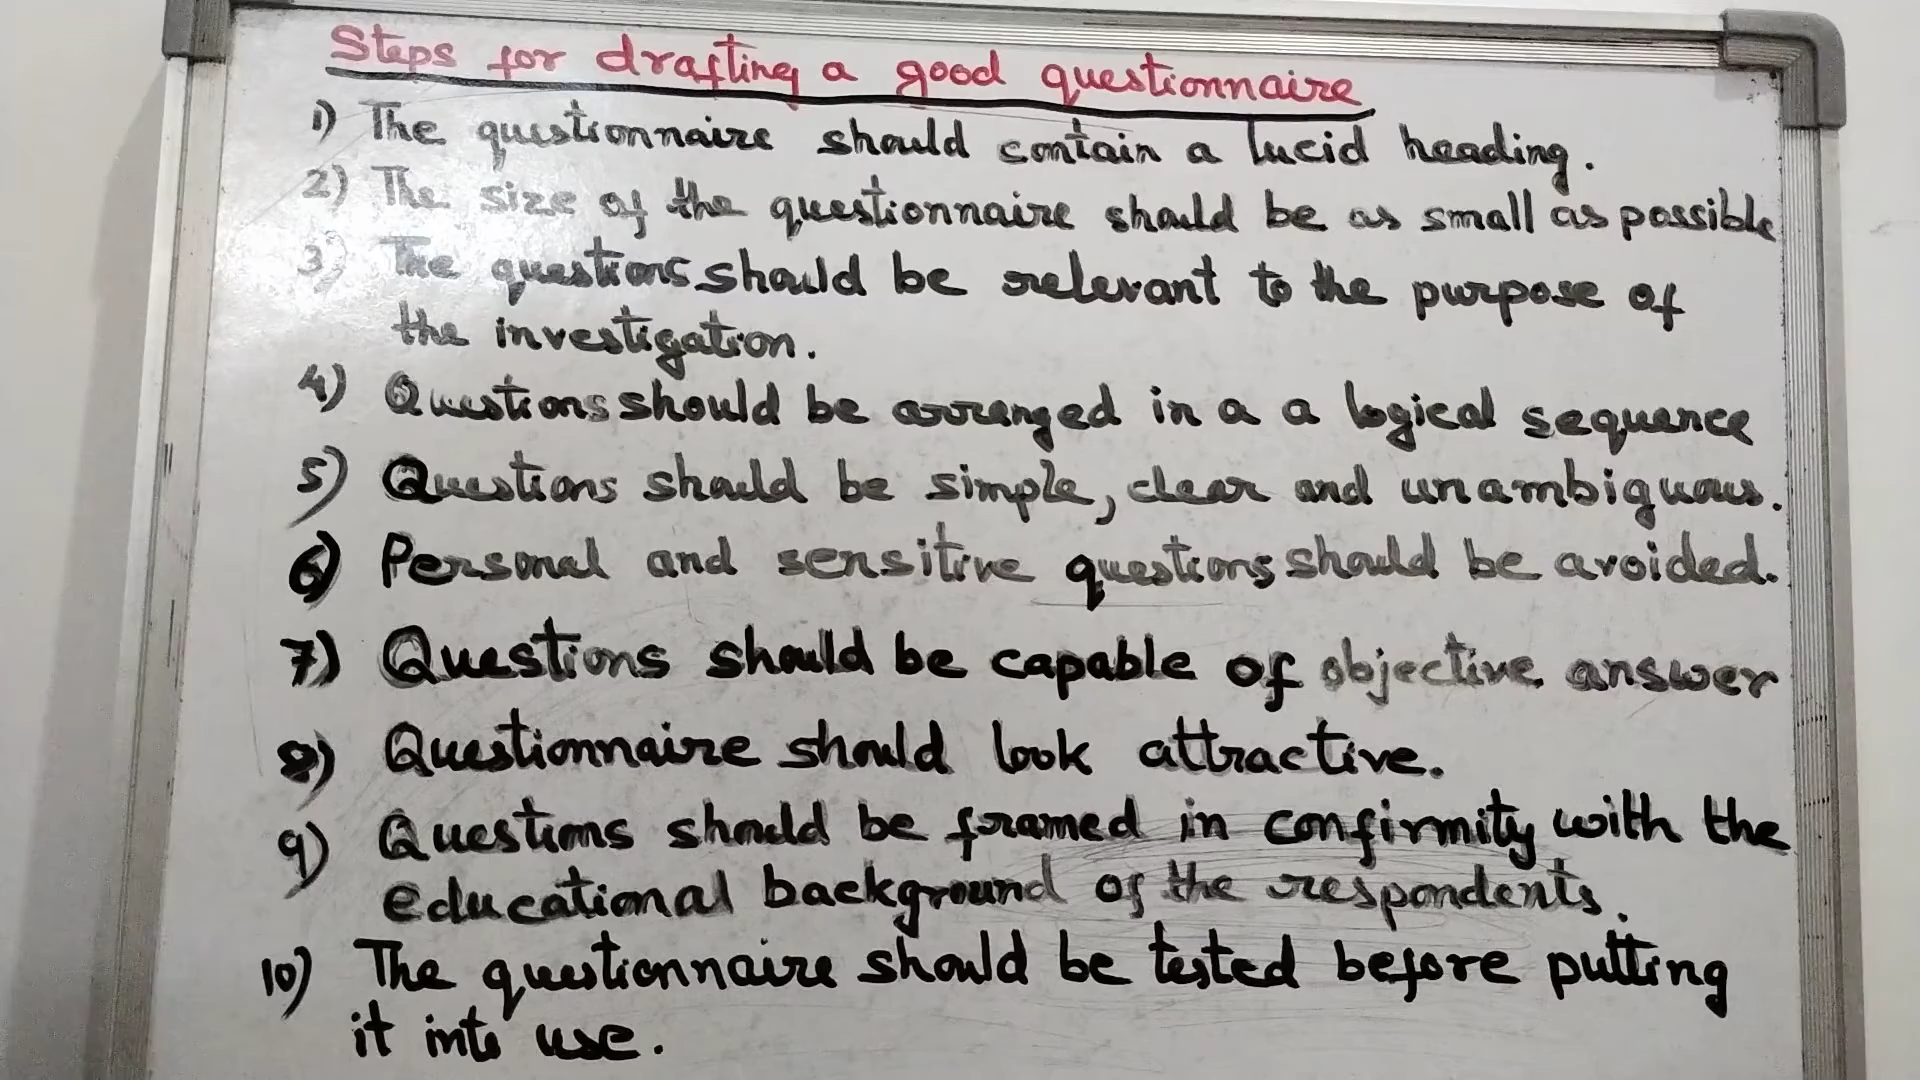 Steps for drafting a good questionnaire
1) The questionnaire should contain a lucid heading.
2) The size of the questionnaire should be as small as possible
3) The questions should be relevant to the purpose of
the investigation.
4) Questions should be arranged in a a logical sequence
5) Questions should be simple, clear and unambiguous.
6) Personal and sensitive questions should be avoided.
7) Questions should be capable of objective answer
8) Questionnaire should look attractive.
9) Questions should be framed in confirmity with the
educational background of the respondents.
10) The questionnaire should be tested before putting
it into use.